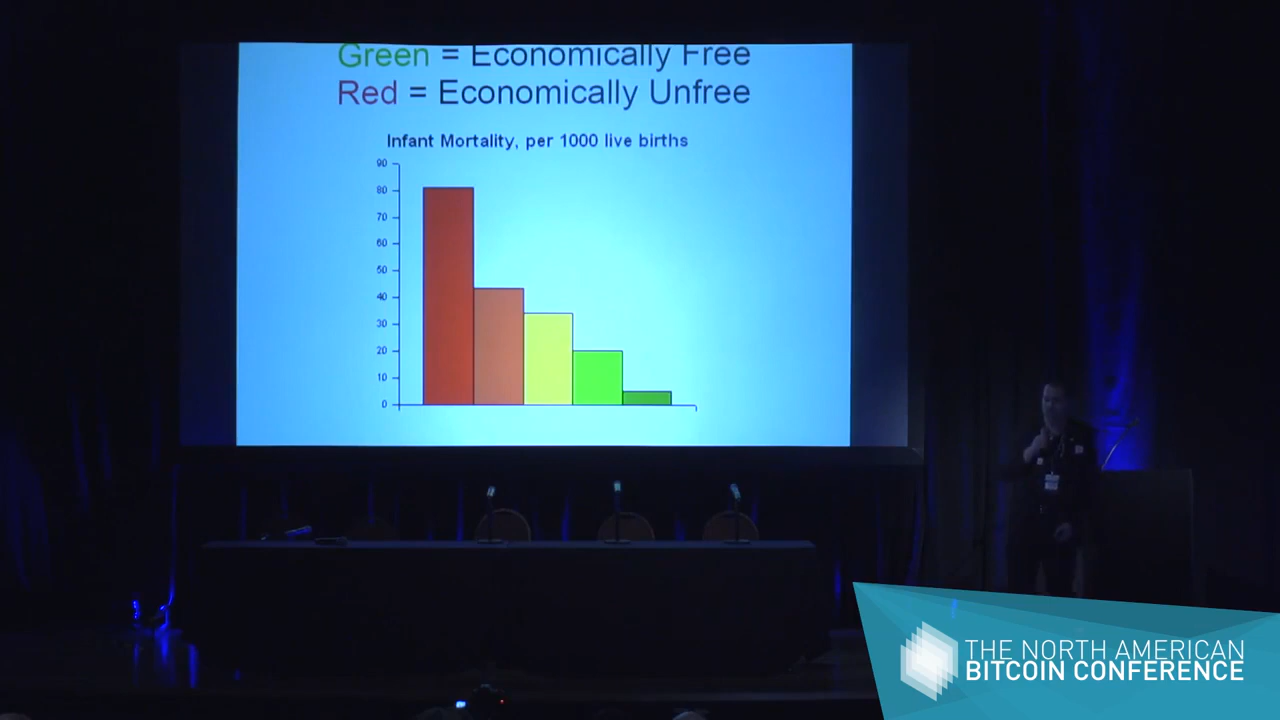 Green = Economically Free
Red = Economically Unfree
Infant Mortality, per 1000 live births
90
80
70
60
50
40
30
20
10
0
THE NORTH AMERICAN
BITCOIN CONFERENCE